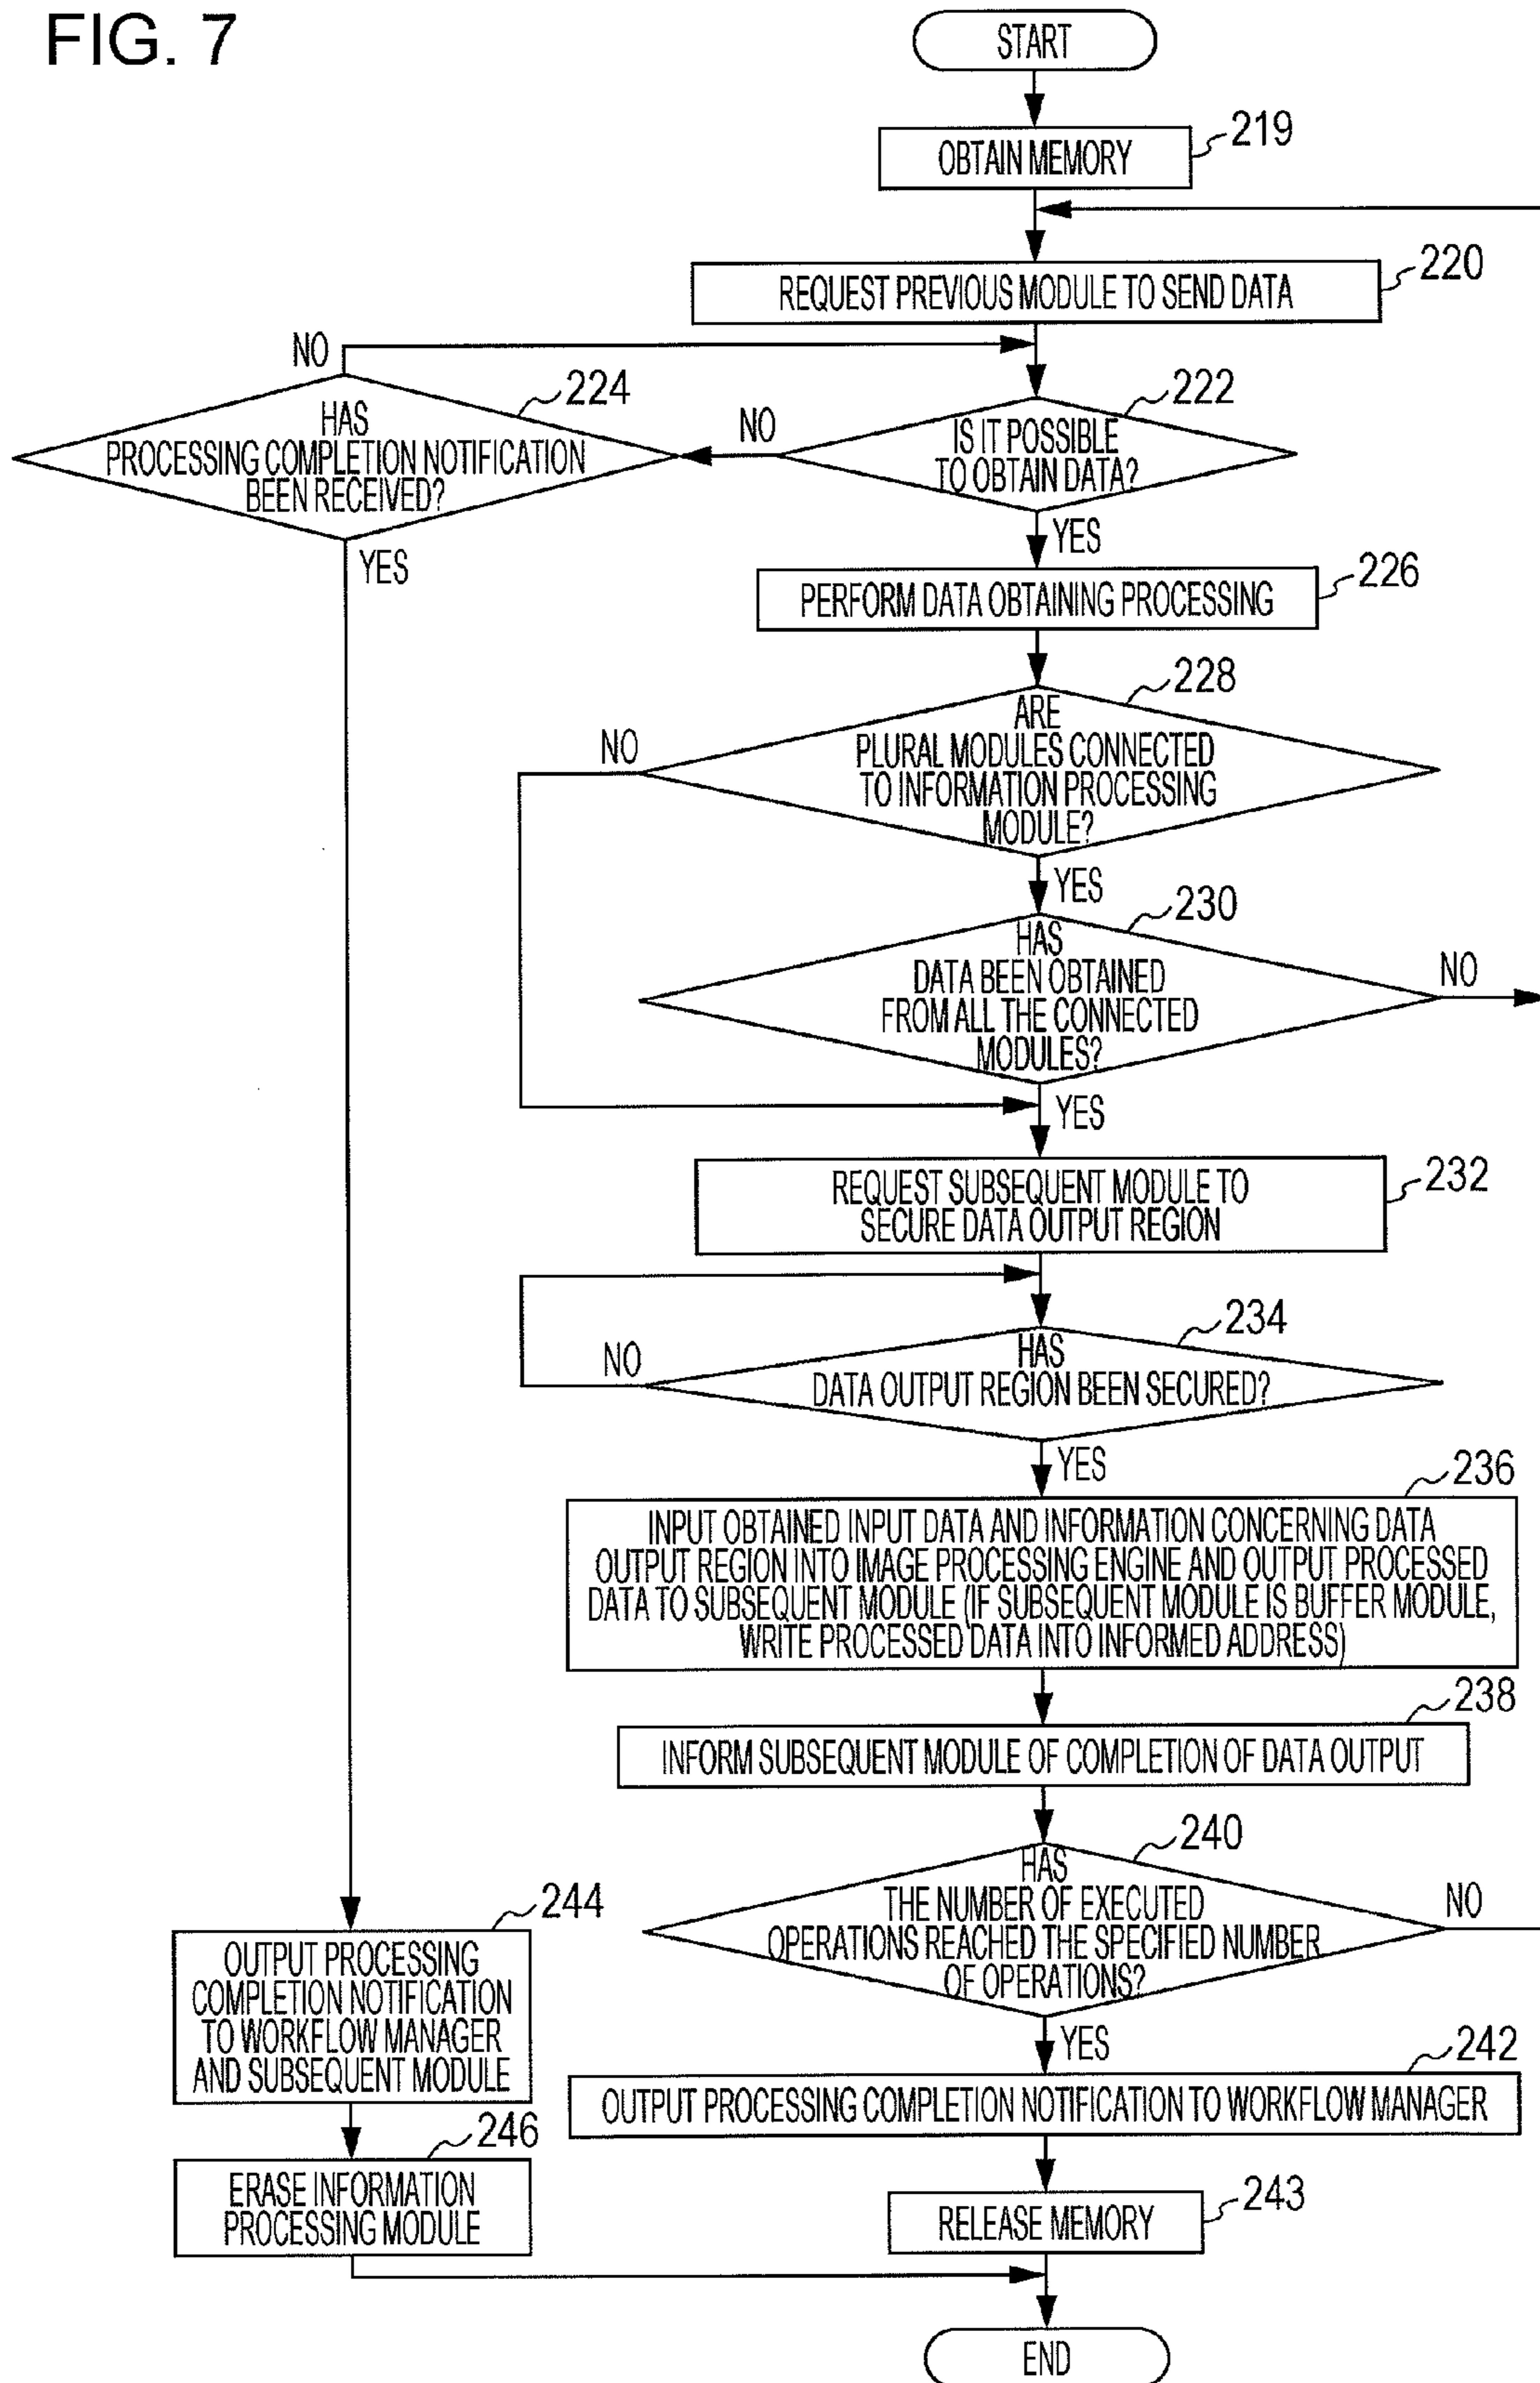 FIG. 7
START
OBTAIN MEMORY
219
REQUEST PREVIOUS MODULE TO SEND DATA
220
NO
HAS
PROCESSING COMPLETION NOTIFICATION
BEEN RECEIVED?
224
YES
NO
IS IT POSSIBLE
TO OBTAIN DATA?
222
YES
PERFORM DATA OBTAINING PROCESSING
226
ARE
PLURAL MODULES CONNECTED
TO INFORMATION PROCESSING
MODULE?
228
NO
YES
HAS
DATA BEEN OBTAINED
FROM ALL THE CONNECTED
MODULES?
230
NO
YES
REQUEST SUBSEQUENT MODULE TO
SECURE DATA OUTPUT REGION
232
HAS
DATA OUTPUT REGION BEEN SECURED?
234
NO
YES
236
INPUT OBTAINED INPUT DATA AND INFORMATION CONCERNING DATA
OUTPUT REGION INTO IMAGE PROCESSING ENGINE AND OUTPUT PROCESSED
DATA TO SUBSEQUENT MODULE (IF SUBSEQUENT MODULE IS BUFFER MODULE,
WRITE PROCESSED DATA INTO INFORMED ADDRESS)
238
INFORM SUBSEQUENT MODULE OF COMPLETION OF DATA OUTPUT
240
HAS
THE NUMBER OF EXECUTED
OPERATIONS REACHED THE SPECIFIED NUMBER
OF OPERATIONS?
NO
YES
242
OUTPUT PROCESSING COMPLETION NOTIFICATION TO WORKFLOW MANAGER
RELEASE MEMORY
243
244
OUTPUT PROCESSING
COMPLETION NOTIFICATION
TO WORKFLOW MANAGER
AND SUBSEQUENT MODULE
246
ERASE INFORMATION
PROCESSING MODULE
END